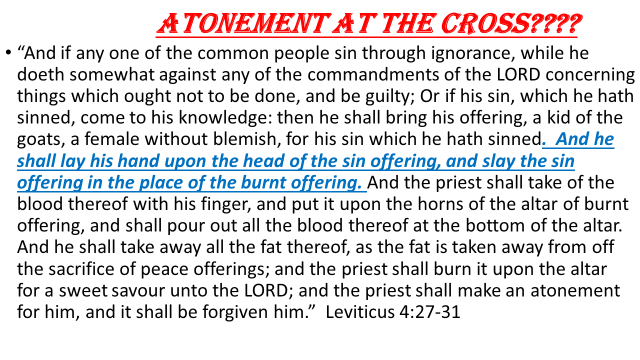 ATONEMENT AT THE CROSS????
• “And if any one of the common people sin through ignorance, while he
doeth somewhat against any of the commandments of the LORD concerning
things which ought not to be done, and be guilty; Or if his sin, which he hath
sinned, come to his knowledge: then he shall bring his offering, a kid of the
goats, a female without blemish, for his sin which he hath sinned.  And he
shall lay his hand upon the head of the sin offering, and slay the sin
offering in the place of the burnt offering. And the priest shall take of the
blood thereof with his finger, and put it upon the horns of the altar of burnt
offering, and shall pour out all the blood thereof at the bottom of the altar.
And he shall take away all the fat thereof, as the fat is taken away from off
the sacrifice of peace offerings; and the priest shall burn it upon the altar
for a sweet savour unto the LORD; and the priest shall make an atonement
for him, and it shall be forgiven him.”  Leviticus 4:27-31